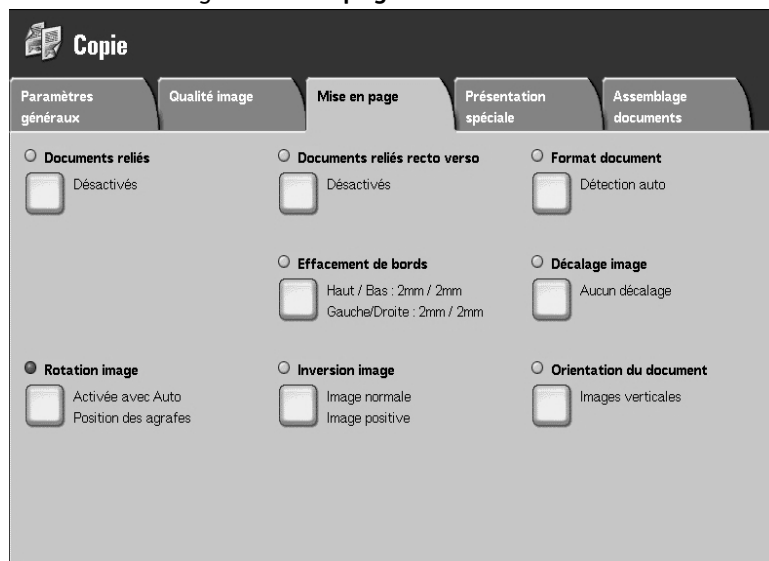 Copie
Paramètres
généraux
Qualité image
Mise en page
Présentation
spéciale
Assemblage
documents
Documents reliés
Désactivés
Documents reliés recto verso
Désactivés
Format document
Détection auto
Effacement de bords
Haut / Bas : 2mm / 2mm
Gauche/Droite : 2mm / 2mm
Décalage image
Aucun décalage
Rotation image
Activée avec Auto
Position des agrafes
Inversion image
Image normale
Image positive
Orientation du document
Images verticales